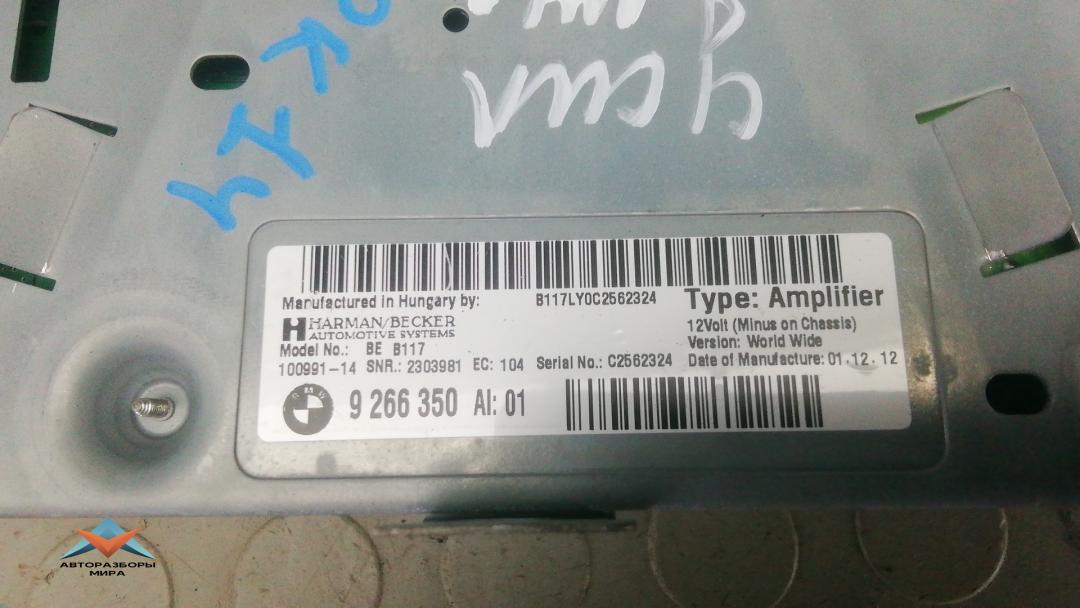 усил
Manufactured in Hungary by:
B117LY0C2562324
Type: Amplifier
HARMAN/BECKER
AUTOMOTIVE SYSTEMS
12Volt (Minus on Chassis)
Version: World Wide
Model No.: BE B117
100991-14 SNR.: 2303981 EC: 104 Serial No.: C2562324
Date of Manufacture: 01.12.12
BMW
9 266 350 AI: 01
АВТОРАЗБОРЫ
МИРА